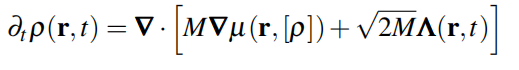 ∂ₜρ(𝐫,t) = ∇·[M∇μ(𝐫,[ρ]) + √2M Λ(𝐫,t)]